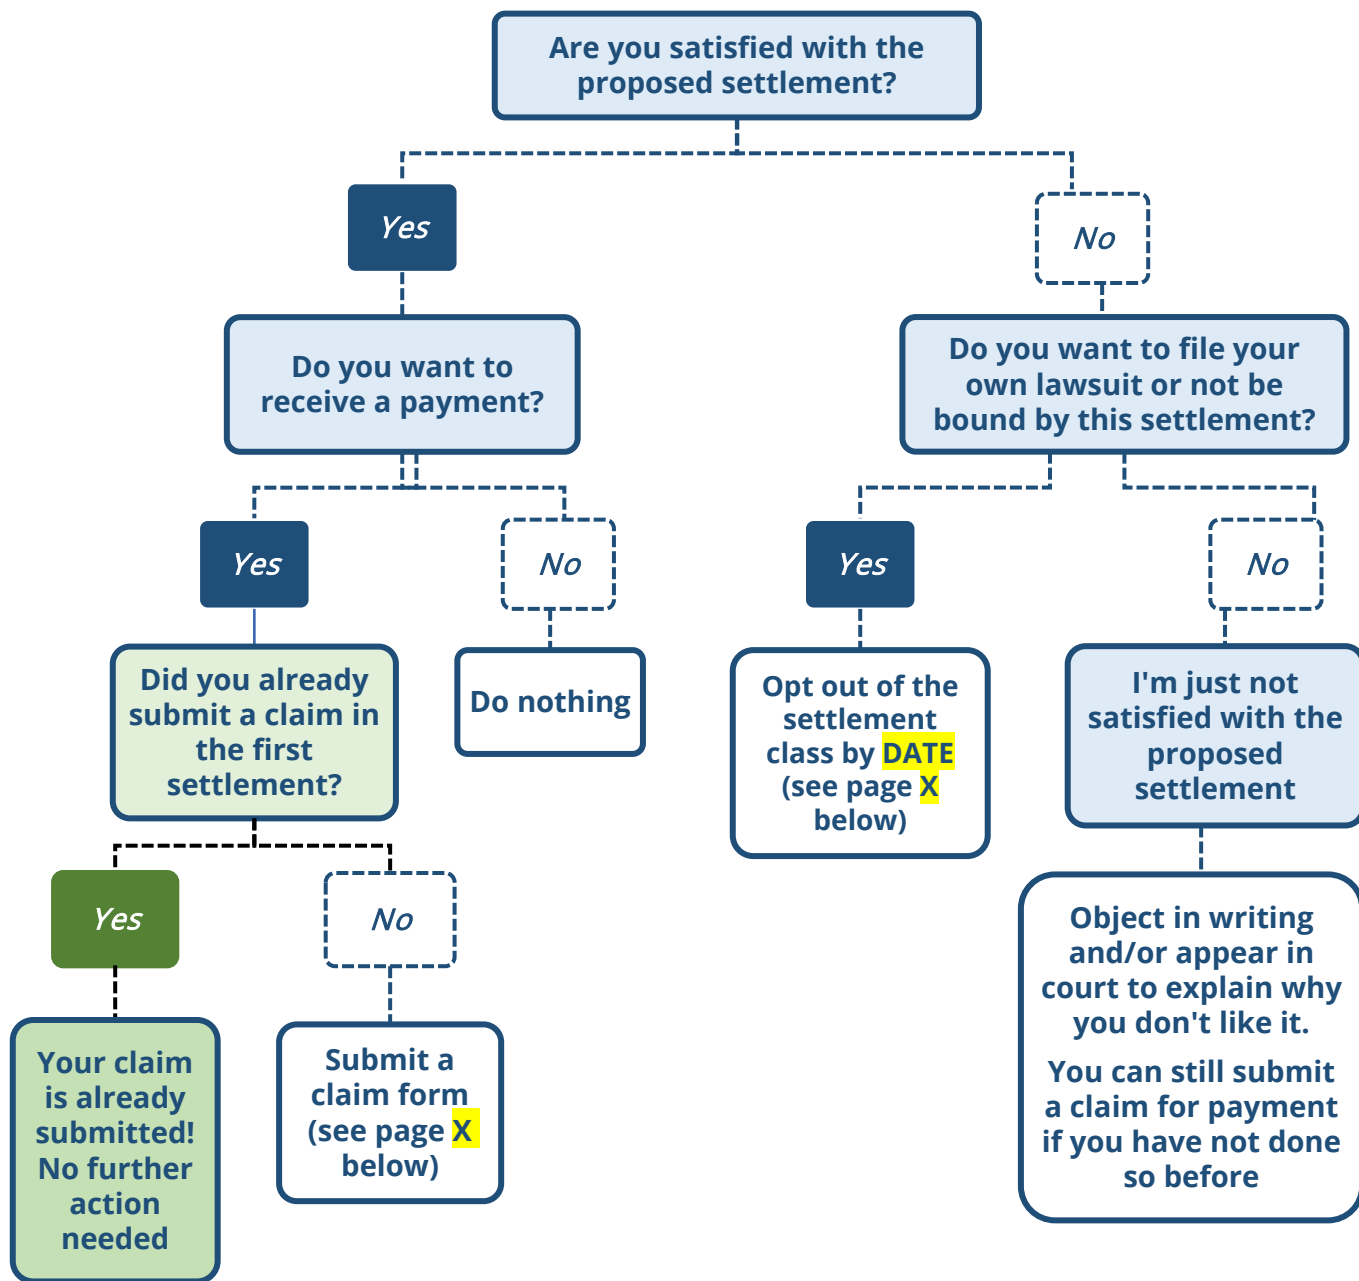 Are you satisfied with the
proposed settlement?
Yes
No
Do you want to
receive a payment?
Do you want to file your
own lawsuit or not be
bound by this settlement?
Yes
No
Yes
No
Did you already
submit a claim in
the first
settlement?
Do nothing
Opt out of the
settlement
class by DATE
(see page X
below)
I'm just not
satisfied with the
proposed
settlement
Yes
No
Your claim
is already
submitted!
No further
action
needed
Submit a
claim form
(see page X
below)
Object in writing
and/or appear in
court to explain why
you don't like it.
You can still submit
a claim for payment
if you have not done
so before